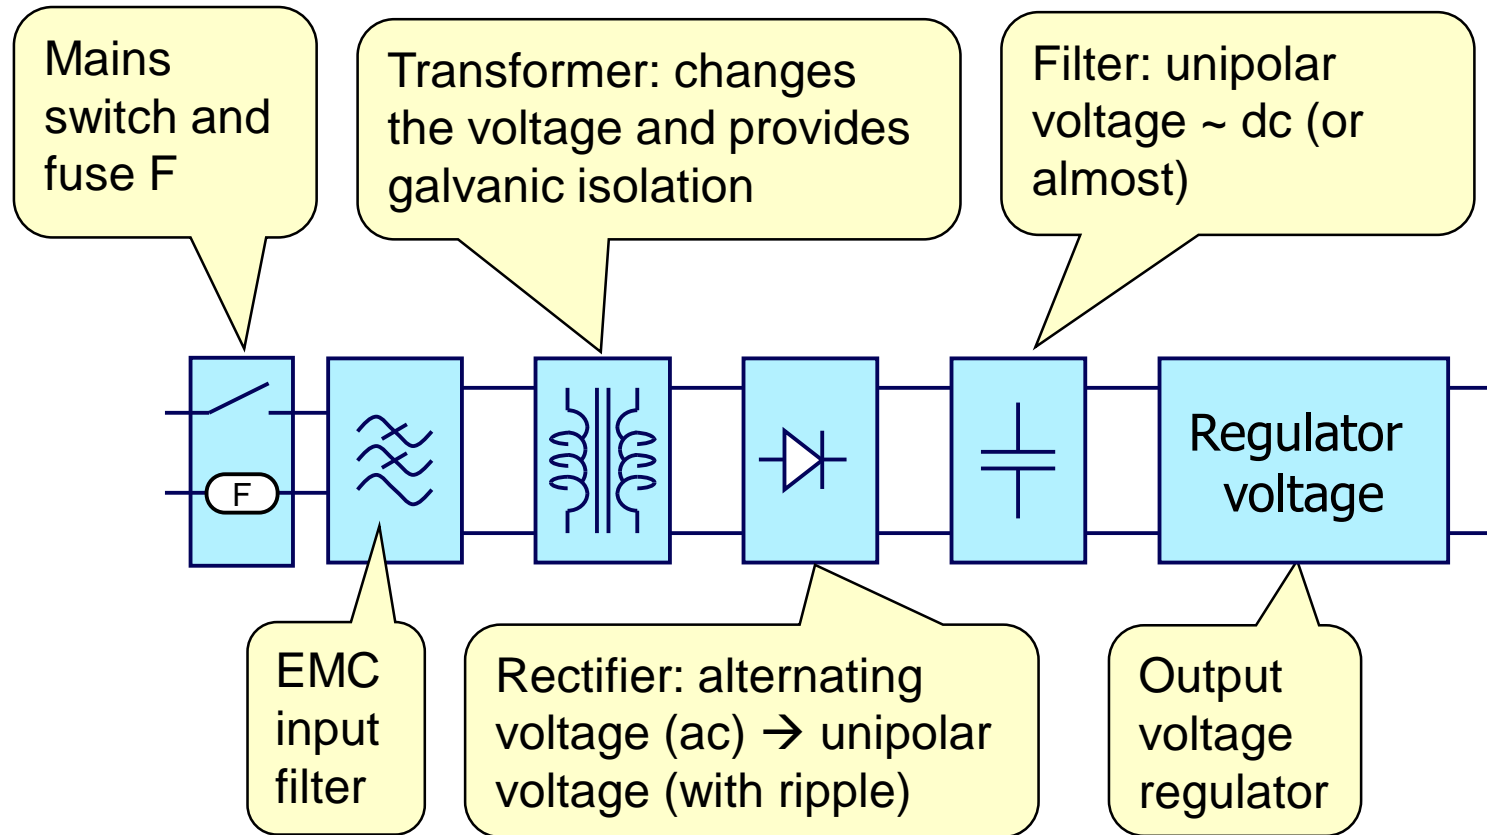 Mains
switch and
fuse F
Transformer: changes
the voltage and provides
galvanic isolation
Filter: unipolar
voltage ~ dc (or
almost)
F
Regulator
voltage
EMC
input
filter
Rectifier: alternating
voltage (ac) → unipolar
voltage (with ripple)
Output
voltage
regulator